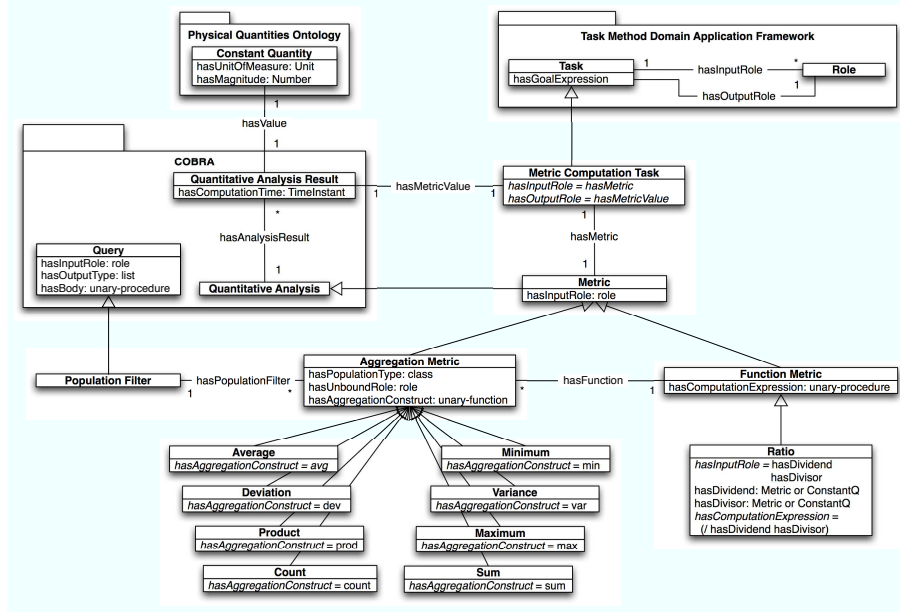 Physical Quantities Ontology
Constant Quantity
hasUnitOfMeasure: Unit
hasMagnitude: Number
1
hasValue
1
Task Method Domain Application Framework
Task
hasGoalExpression
1
hasInputRole
*
Role
hasOutputRole
1
COBRA
Quantitative Analysis Result
hasComputationTime: TimeInstant
1
hasMetricValue
1
Metric Computation Task
hasInputRole = hasMetric
hasOutputRole = hasMetricValue
*
hasAnalysisResult
1
1
hasMetric
1
Query
hasInputRole: role
hasOutputType: list
hasBody: unary-procedure
Quantitative Analysis
Metric
hasInputRole: role
Population Filter
1
hasPopulationFilter
*
Aggregation Metric
hasPopulationType: class
hasUnboundRole: role
hasAggregationConstruct: unary-function
*
hasFunction
1
Function Metric
hasComputationExpression: unary-procedure
Average
hasAggregationConstruct = avg
Minimum
hasAggregationConstruct = min
Deviation
hasAggregationConstruct = dev
Variance
hasAggregationConstruct = var
Product
hasAggregationConstruct = prod
Maximum
hasAggregationConstruct = max
Count
hasAggregationConstruct = count
Sum
hasAggregationConstruct = sum
Ratio
hasInputRole = hasDividend
hasDivisor
hasDividend: Metric or ConstantQ
hasDivisor: Metric or ConstantQ
hasComputationExpression =
(/ hasDividend hasDivisor)